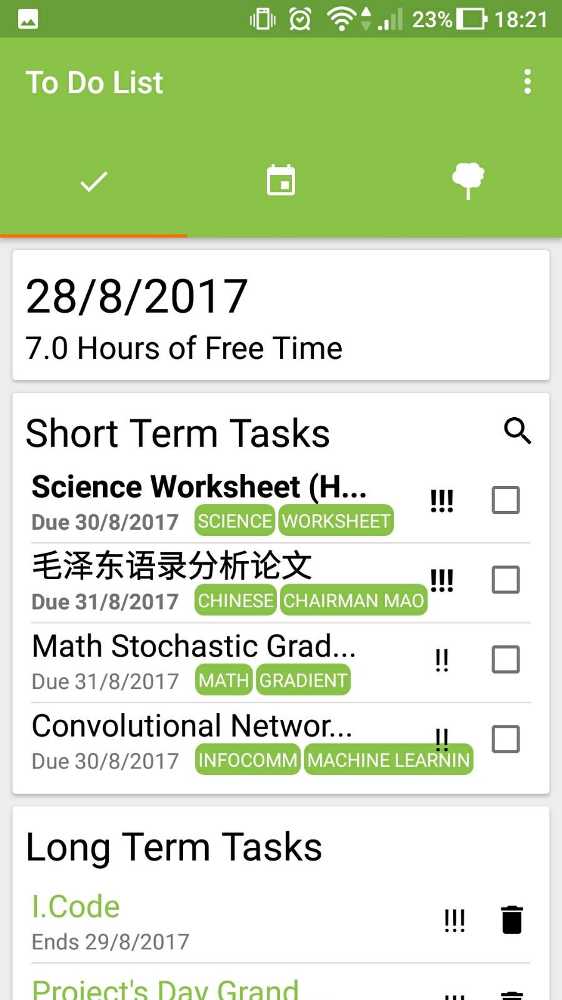 23% 18:21
To Do List
28/8/2017
7.0 Hours of Free Time
Short Term Tasks
Science Worksheet (H...
!!!
Due 30/8/2017 SCIENCE WORKSHEET
毛泽东语录分析论文
!!!
Due 31/8/2017 CHINESE CHAIRMAN MAO
Math Stochastic Grad...
!!
Due 31/8/2017 MATH GRADIENT
Convolutional Networ...
!!
Due 30/8/2017 INFOCOMM MACHINE LEARNIN
Long Term Tasks
I.Code
!!!
Ends 29/8/2017
Project's Day Grand...
!!!